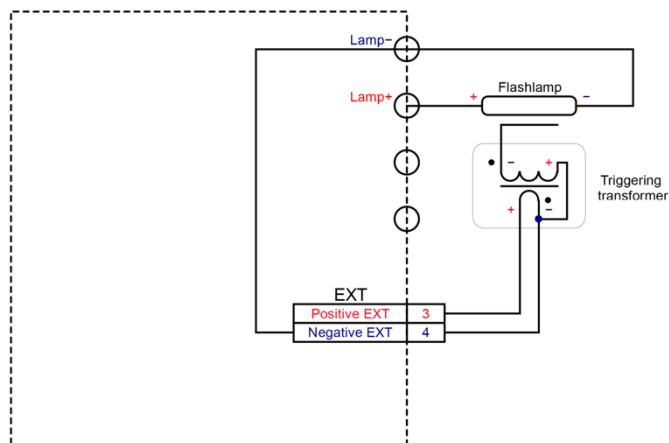 Lamp−
Lamp+
+ Flashlamp −
− +
+ −
Triggering
transformer
EXT
Positive EXT 3
Negative EXT 4